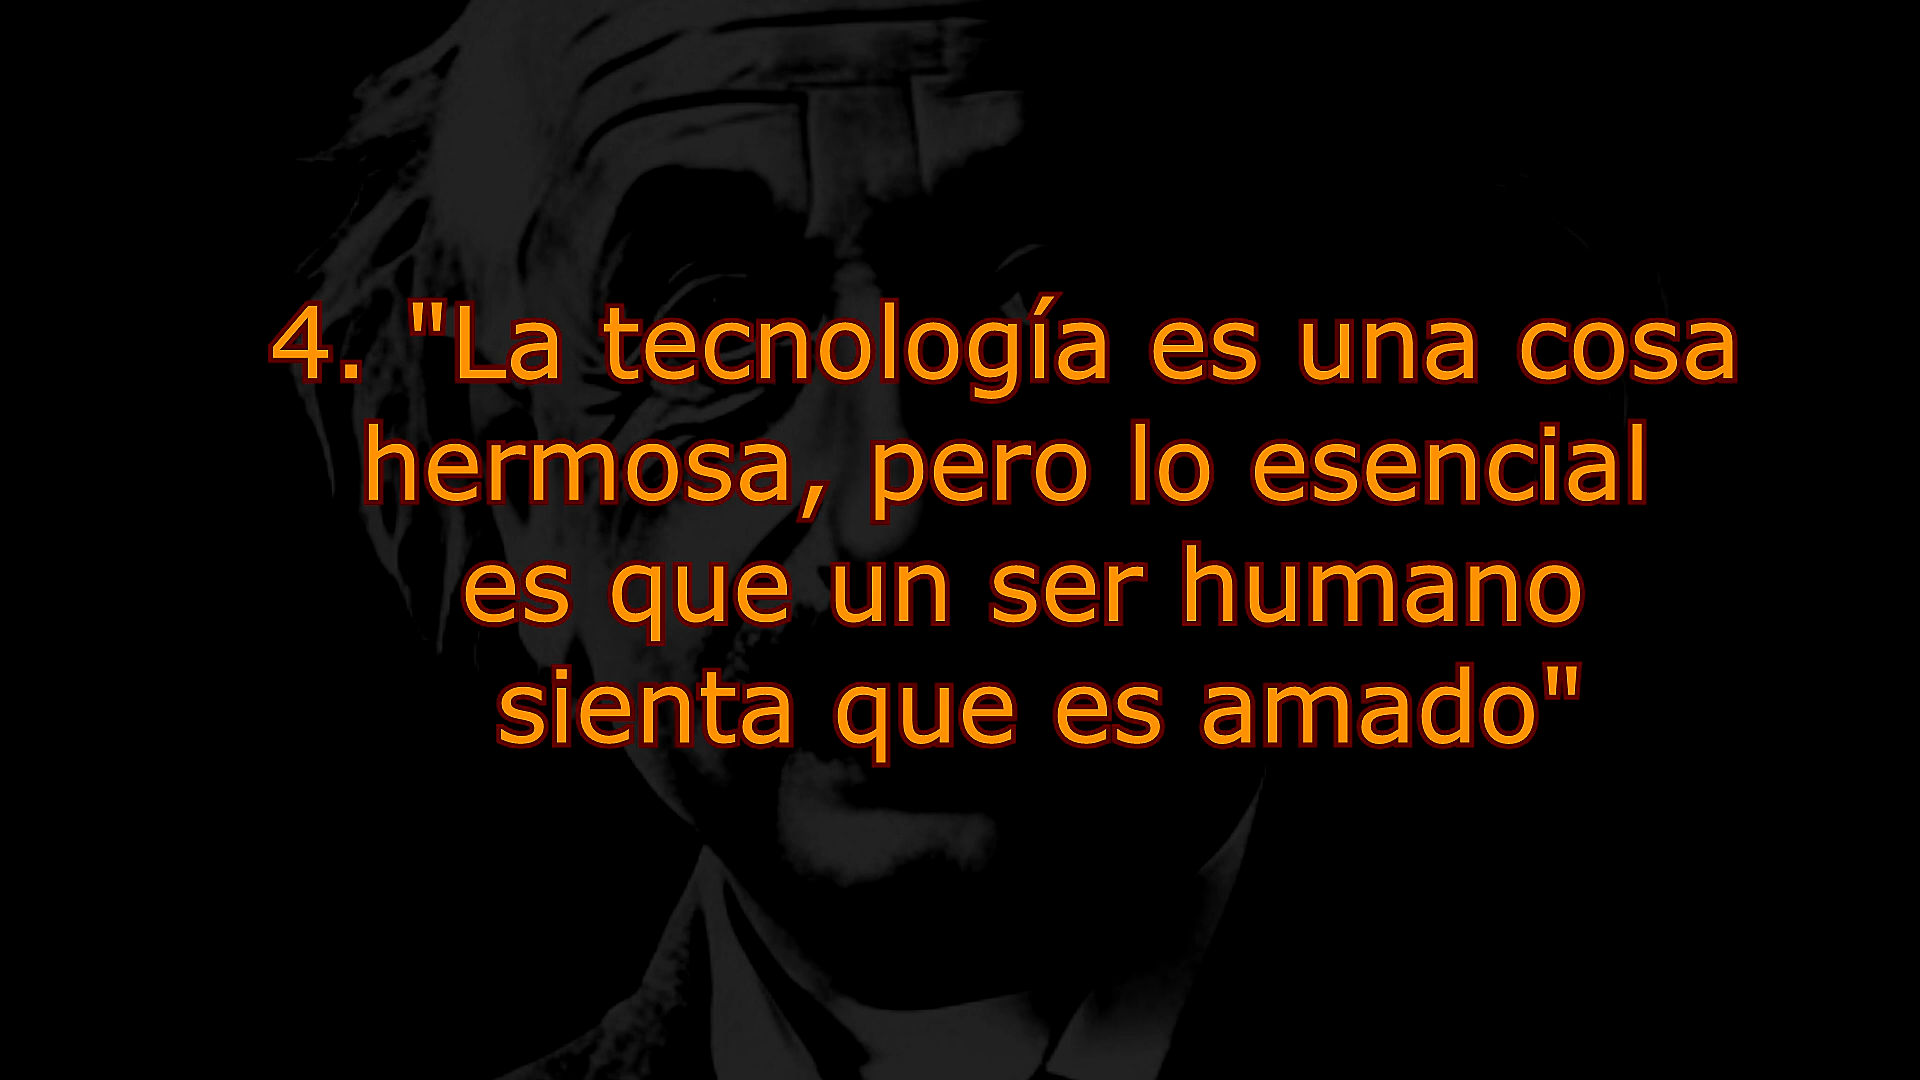 4. "La tecnología es una cosa
hermosa, pero lo esencial
es que un ser humano
sienta que es amado"